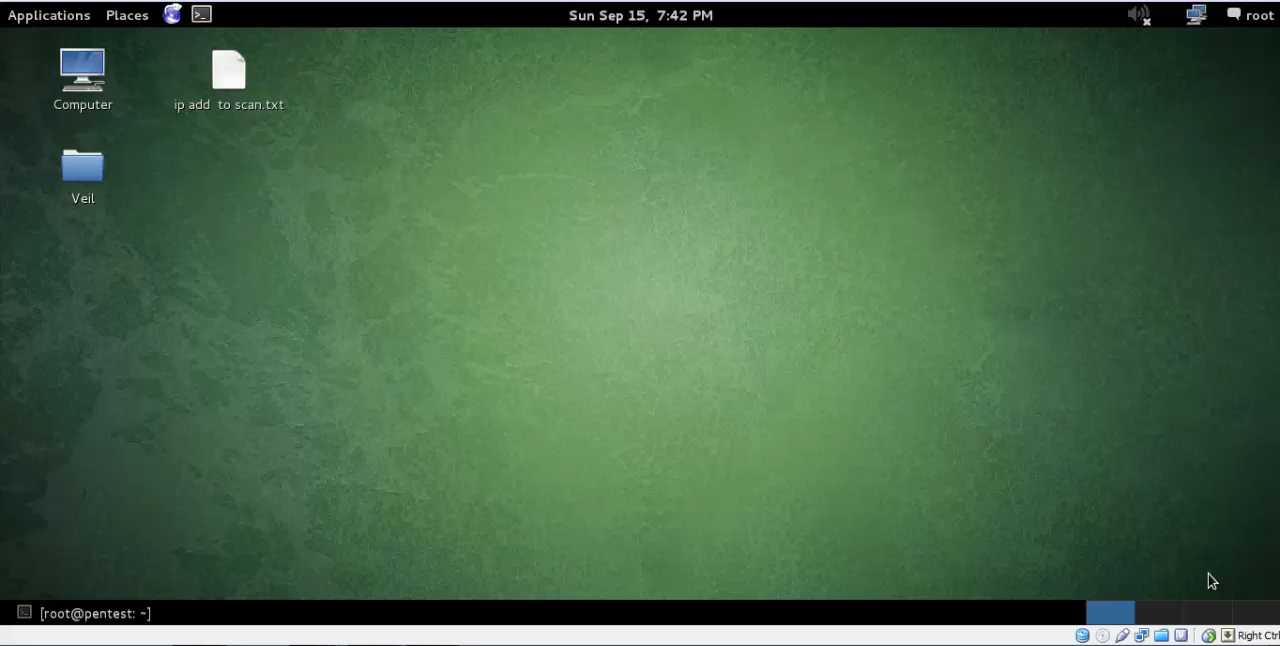 Applications Places Sun Sep 15, 7:42 PM root
Computer
ip add to scan.txt
Veil
[root@pentest: ~]
Right Ctrl